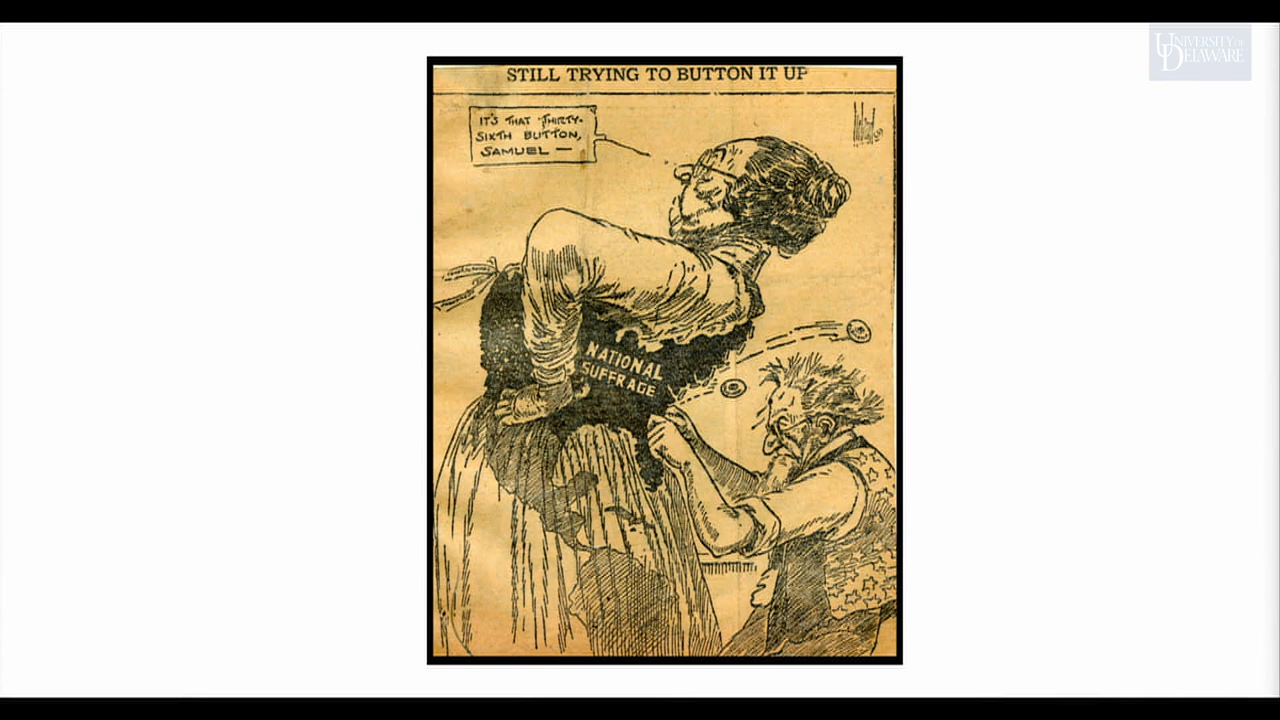 UNIVERSITY OF
DELAWARE
STILL TRYING TO BUTTON IT UP
IT'S THAT THIRTY-
SIXTH BUTTON,
SAMUEL —
NATIONAL
SUFFRAGE